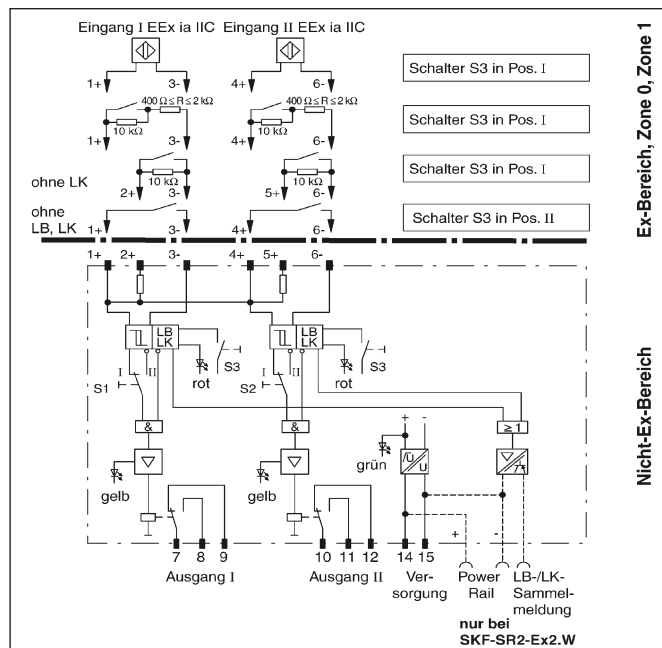 Eingang I EEx ia IIC Eingang II EEx ia IIC
1+ 3- 4+ 6-
Schalter S3 in Pos. I
400 Ω ≤ R ≤ 2 kΩ 400 Ω ≤ R ≤ 2 kΩ
10 kΩ 10 kΩ
1+ 3- 4+ 6-
Schalter S3 in Pos. I
10 kΩ 10 kΩ
ohne LK 2+ 3- 5+ 6-
Schalter S3 in Pos. I
ohne
LB, LK 1+ 3- 4+ 6-
Schalter S3 in Pos. II
Ex-Bereich, Zone 0, Zone 1
1+ 2+ 3- 4+ 5+ 6-
LB LB
LK LK
I II rot S3 I II rot S3
S1 S2
& & ≥ 1
+ -
grün Ū
U
gelb gelb
+ -
7 8 9 10 11 12 14 15
Ausgang I Ausgang II Ver-
sorgung Power
Rail LB-/LK-
Sammel-
meldung
nur bei
SKF-SR2-Ex2.W
Nicht-Ex-Bereich